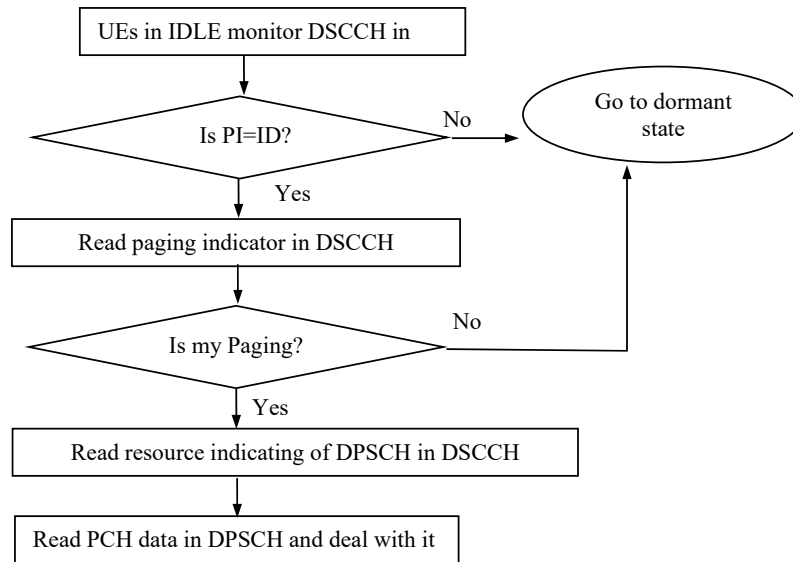 UEs in IDLE monitor DSCCH in
Is PI=ID?
No
Go to dormant
state
Yes
Read paging indicator in DSCCH
Is my Paging?
No
Yes
Read resource indicating of DPSCH in DSCCH
Read PCH data in DPSCH and deal with it